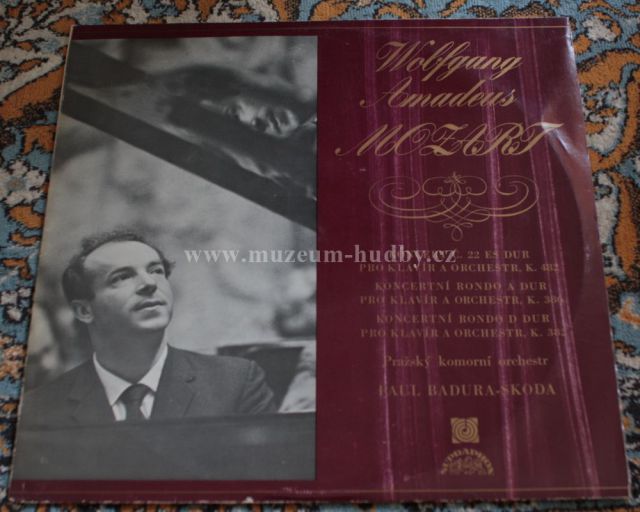 Wolfgang
Amadeus
MOZART
www.muzeum-hudby.cz
22 ES DUR
PRO KLAVÍR A ORCHESTR, K. 482
KONCERTNÍ RONDO A DUR
PRO KLAVÍR A ORCHESTR, K. 386
KONCERTNÍ RONDO D DUR
PRO KLAVÍR A ORCHESTR, K. 382
Pražský komorní orchestr
PAUL BADURA-SKODA
SUPRAPHON